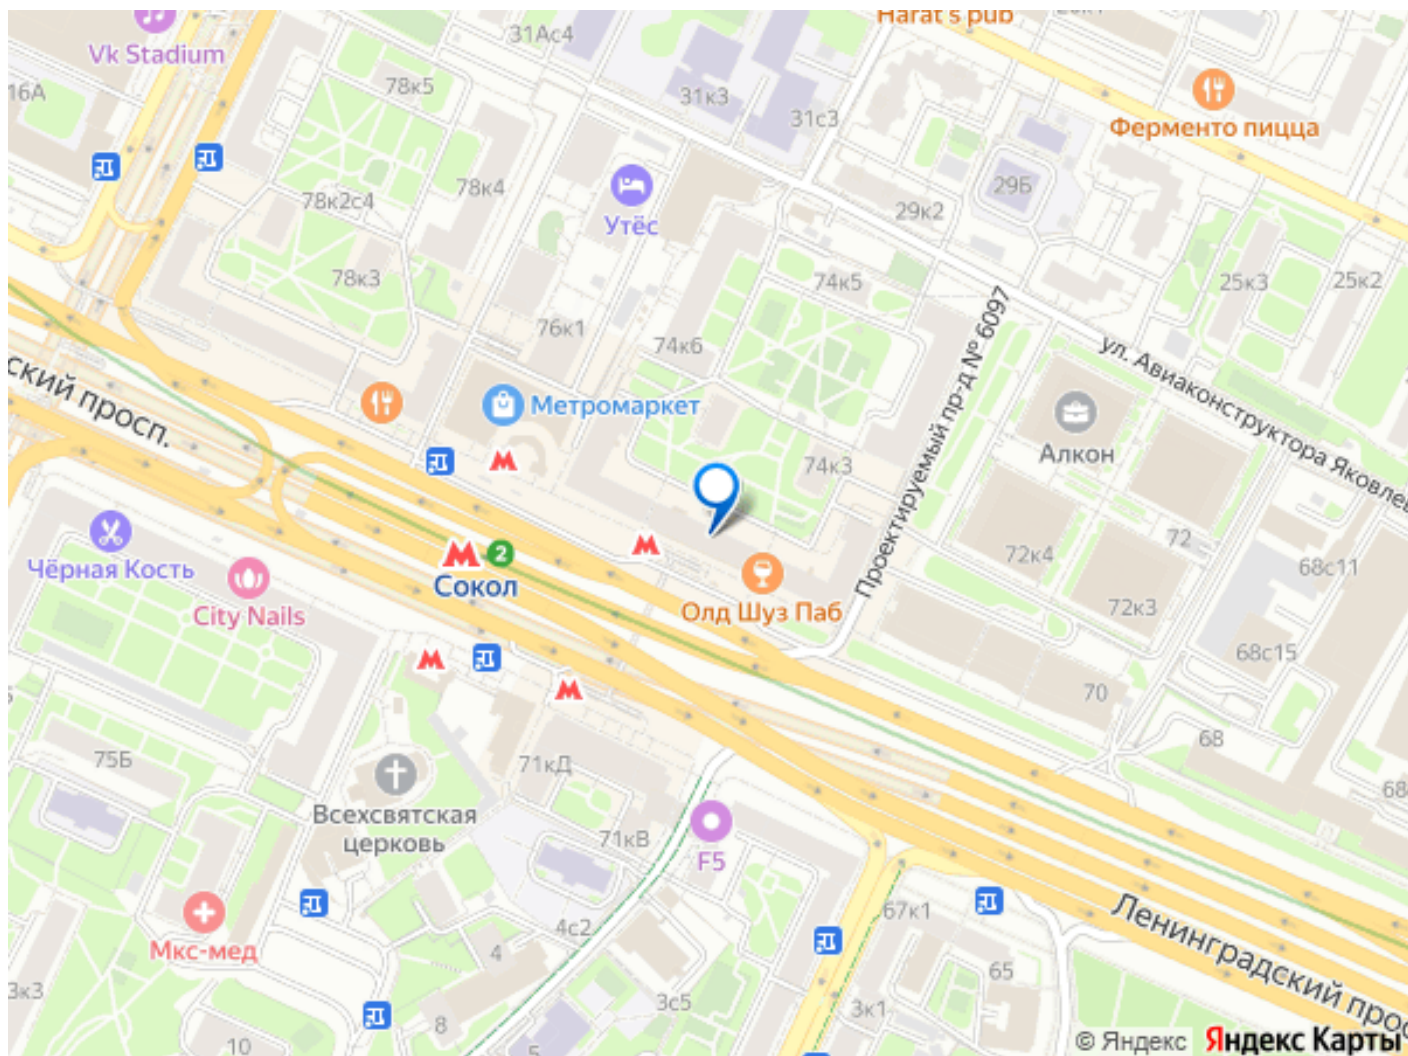 Harat's pub
Vk Stadium
31Ас4
16А
78к5
31к3
31с3
Ферменто пицца
78к4
29Б
78к2с4
Утёс
29к2
78к3
74к5
25к3
25к2
76к1
74к6
Проектируемый пр-д № 6097
ул. Авиаконструктора Яковлев
ский просп.
Метромаркет
Алкон
74к3
2
Сокол
72
72к4
68с11
Чёрная Кость
City Nails
Олд Шуз Паб
72к3
68с15
70
68
75Б
71кД
68
Всехсвятская
церковь
71кВ
F5
Мкс-мед
4с2
67к1
Ленинградский прос
4
65
3к3
3с5
3к1
8
10
5
© Яндекс
Яндекс Карты